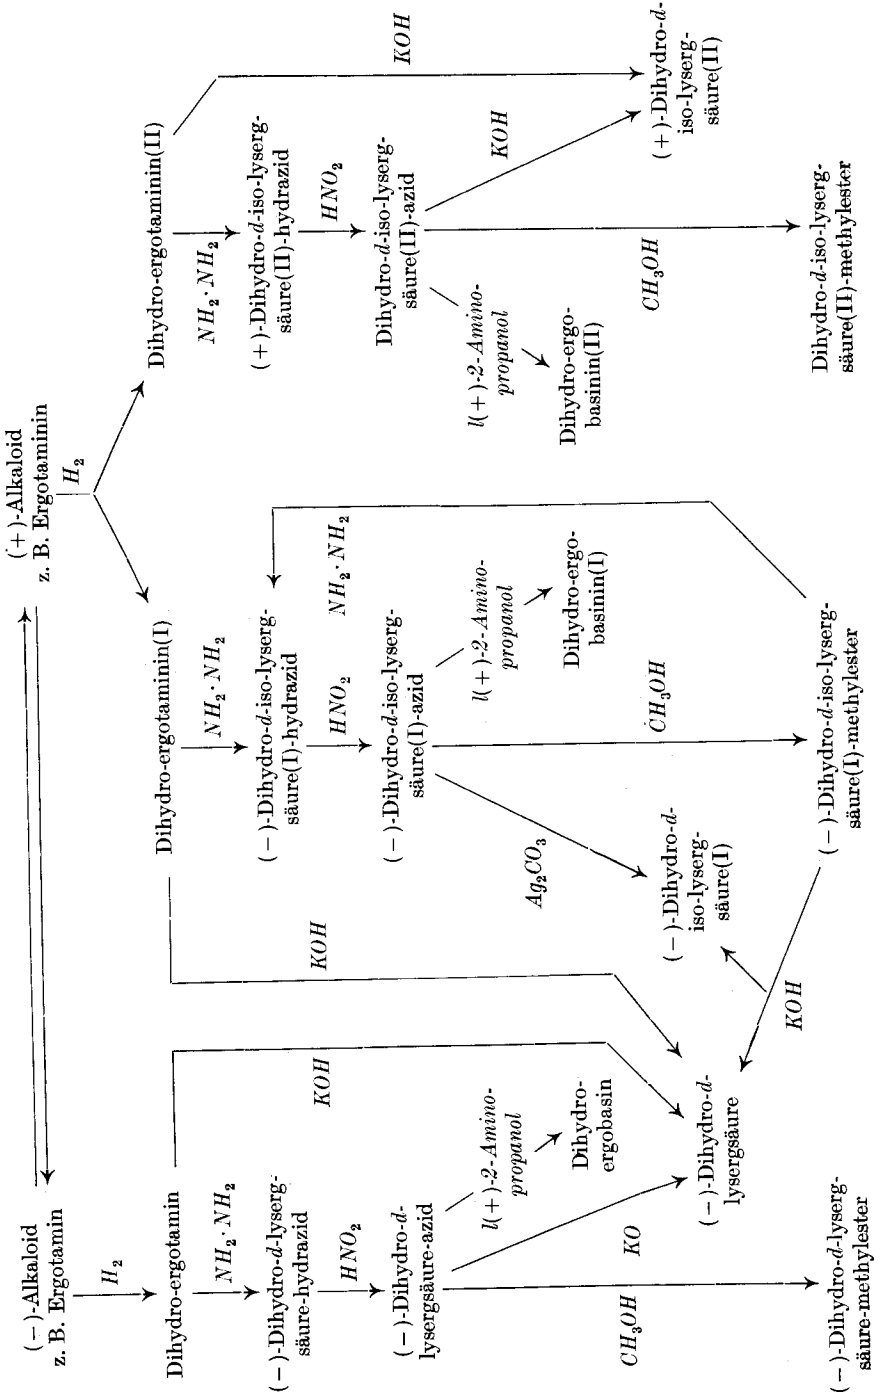 (−)-Alkaloid
z. B. Ergotamin
(+)-Alkaloid
z. B. Ergotaminin
H₂
H₂
Dihydro-ergotamin
Dihydro-ergotaminin(I)
Dihydro-ergotaminin(II)
NH₂·NH₂
KOH
KOH
NH₂·NH₂
NH₂·NH₂
KOH
(−)-Dihydro-d-lyserg-
säure-hydrazid
(−)-Dihydro-d-iso-lyserg-
säure(I)-hydrazid
(+)-Dihydro-d-iso-lyserg-
säure(II)-hydrazid
HNO₂
HNO₂
NH₂·NH₂
HNO₂
(−)-Dihydro-d-
lysergsäure-azid
(−)-Dihydro-d-iso-lyserg-
säure(I)-azid
Dihydro-d-iso-lyserg-
säure(II)-azid
l(+)-2-Amino-
propanol
l(+)-2-Amino-
propanol
l(+)-2-Amino-
propanol
KOH
Ag₂CO₃
Dihydro-
ergobasin
Dihydro-ergo-
basinin(I)
Dihydro-ergo-
basinin(II)
CH₃OH
KO
CH₃OH
CH₃OH
(−)-Dihydro-d-
lysergsäure
(−)-Dihydro-d-
iso-lyserg-
säure(I)
(+)-Dihydro-d-
iso-lyserg-
säure(II)
KOH
(−)-Dihydro-d-lyserg-
säure-methylester
(−)-Dihydro-d-iso-lyserg-
säure(I)-methylester
Dihydro-d-iso-lyserg-
säure(II)-methylester